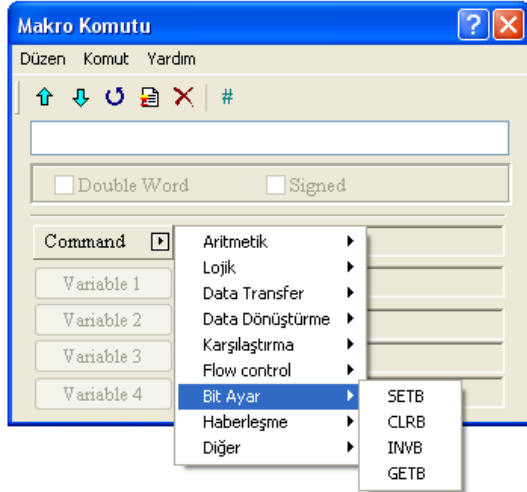 Makro Komutu
Düzen Komut Yardım
#
Double Word Signed
Command
Variable 1
Variable 2
Variable 3
Variable 4
Aritmetik
Lojik
Data Transfer
Data Dönüştürme
Karşılaştırma
Flow control
Bit Ayar
Haberleşme
Diğer
SETB
CLRB
INVB
GETB